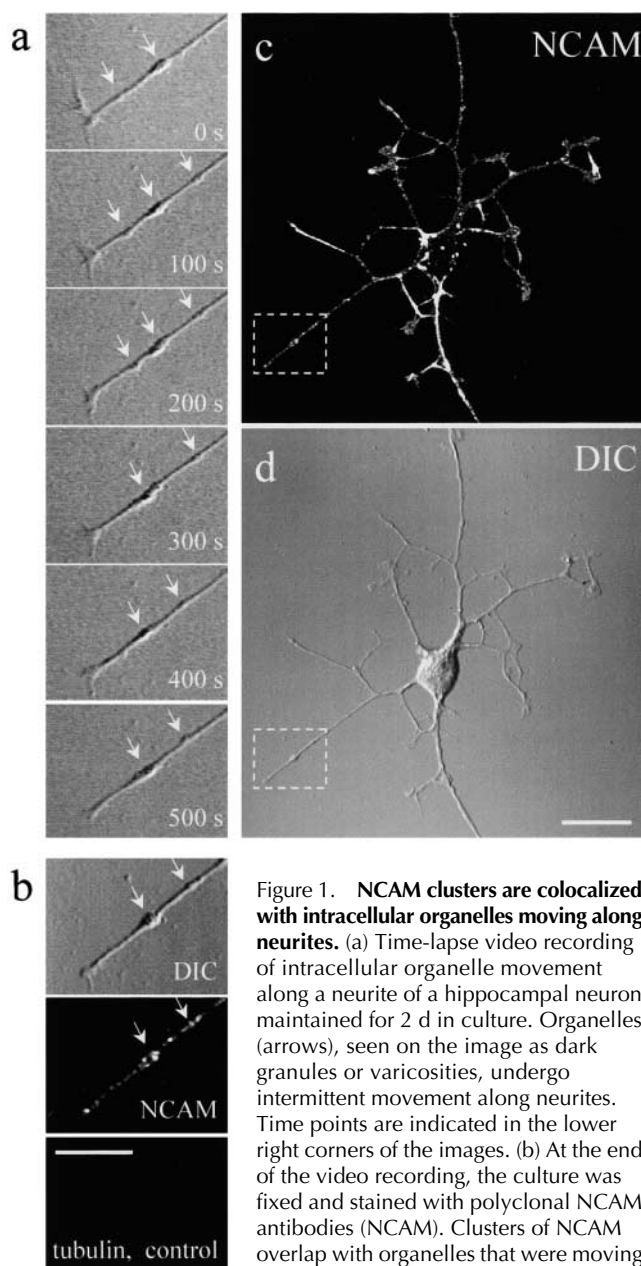 a
0 s
100 s
200 s
300 s
400 s
500 s
c
NCAM
d
DIC
b
DIC
NCAM
tubulin, control
Figure 1. NCAM clusters are colocalized
with intracellular organelles moving along
neurites. (a) Time-lapse video recording
of intracellular organelle movement
along a neurite of a hippocampal neuron
maintained for 2 d in culture. Organelles
(arrows), seen on the image as dark
granules or varicosities, undergo
intermittent movement along neurites.
Time points are indicated in the lower
right corners of the images. (b) At the end
of the video recording, the culture was
fixed and stained with polyclonal NCAM
antibodies (NCAM). Clusters of NCAM
overlap with organelles that were moving